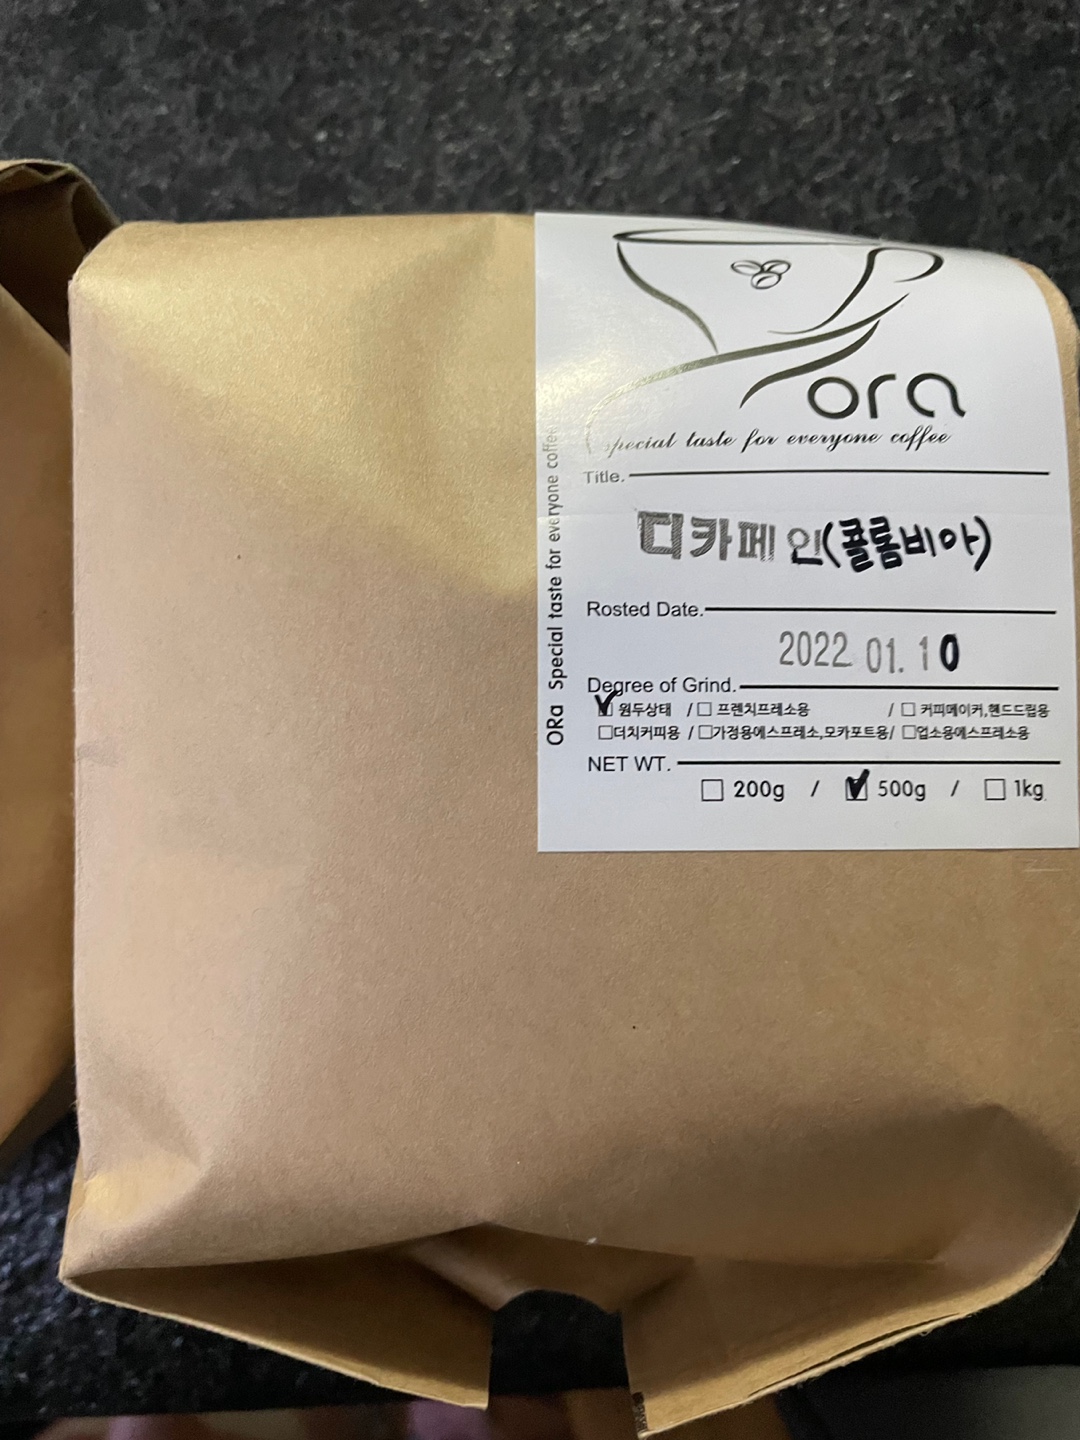 ora
special taste for everyone coffee
ORa Special taste for everyone coffee
Title.
디카페인(콜롬비아)
Rosted Date.
2022 01. 10
Degree of Grind.
원두상태 / 프렌치프레소용 / 커피메이커,핸드드립용
더치커피용 / 가정용에스프레소,모카포트용/ 업소용에스프레소용
NET WT.
200g / 500g / 1kg